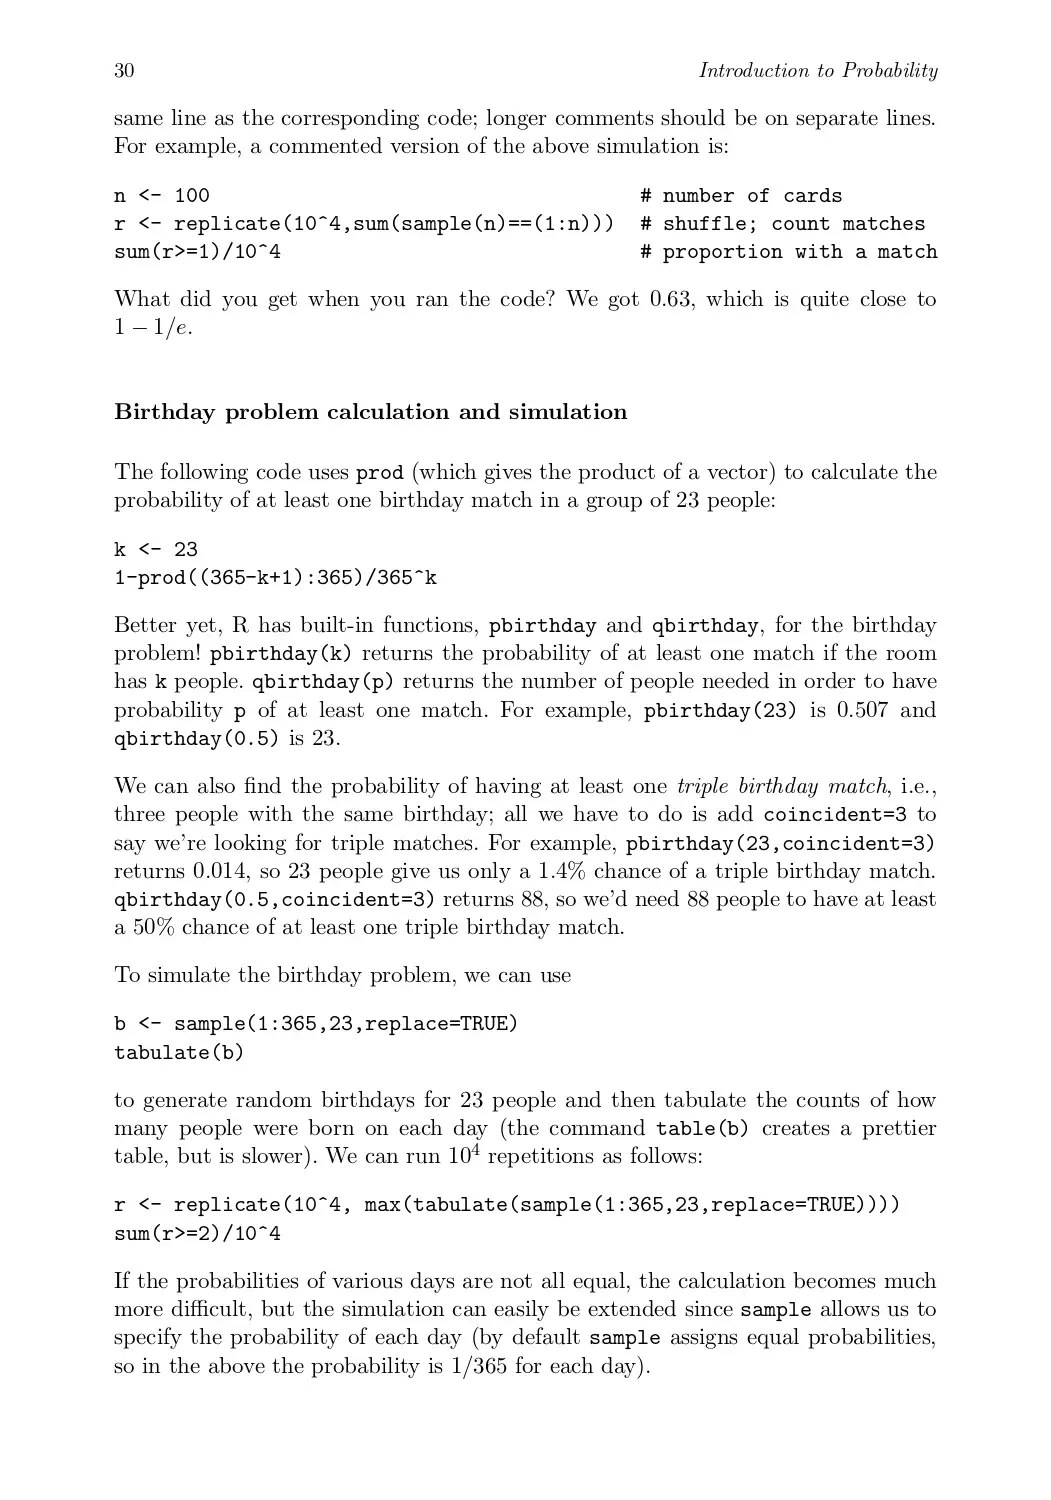 30 Introduction to Probability
same line as the corresponding code; longer comments should be on separate lines.
For example, a commented version of the above simulation is:
n <- 100 # number of cards
r <- replicate(10^4,sum(sample(n)==(1:n))) # shuffle; count matches
sum(r>=1)/10^4 # proportion with a match
What did you get when you ran the code? We got 0.63, which is quite close to
1 − 1/e.
Birthday problem calculation and simulation
The following code uses prod (which gives the product of a vector) to calculate the
probability of at least one birthday match in a group of 23 people:
k <- 23
1-prod((365-k+1):365)/365^k
Better yet, R has built-in functions, pbirthday and qbirthday, for the birthday
problem! pbirthday(k) returns the probability of at least one match if the room
has k people. qbirthday(p) returns the number of people needed in order to have
probability p of at least one match. For example, pbirthday(23) is 0.507 and
qbirthday(0.5) is 23.
We can also find the probability of having at least one triple birthday match, i.e.,
three people with the same birthday; all we have to do is add coincident=3 to
say we're looking for triple matches. For example, pbirthday(23,coincident=3)
returns 0.014, so 23 people give us only a 1.4% chance of a triple birthday match.
qbirthday(0.5,coincident=3) returns 88, so we'd need 88 people to have at least
a 50% chance of at least one triple birthday match.
To simulate the birthday problem, we can use
b <- sample(1:365,23,replace=TRUE)
tabulate(b)
to generate random birthdays for 23 people and then tabulate the counts of how
many people were born on each day (the command table(b) creates a prettier
table, but is slower). We can run 10⁴ repetitions as follows:
r <- replicate(10^4, max(tabulate(sample(1:365,23,replace=TRUE))))
sum(r>=2)/10^4
If the probabilities of various days are not all equal, the calculation becomes much
more difficult, but the simulation can easily be extended since sample allows us to
specify the probability of each day (by default sample assigns equal probabilities,
so in the above the probability is 1/365 for each day).